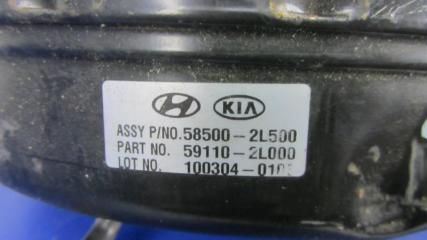 KIA
ASSY P/NO.58500-2L500
PART NO. 59110-2L000
LOT NO. 100304-01